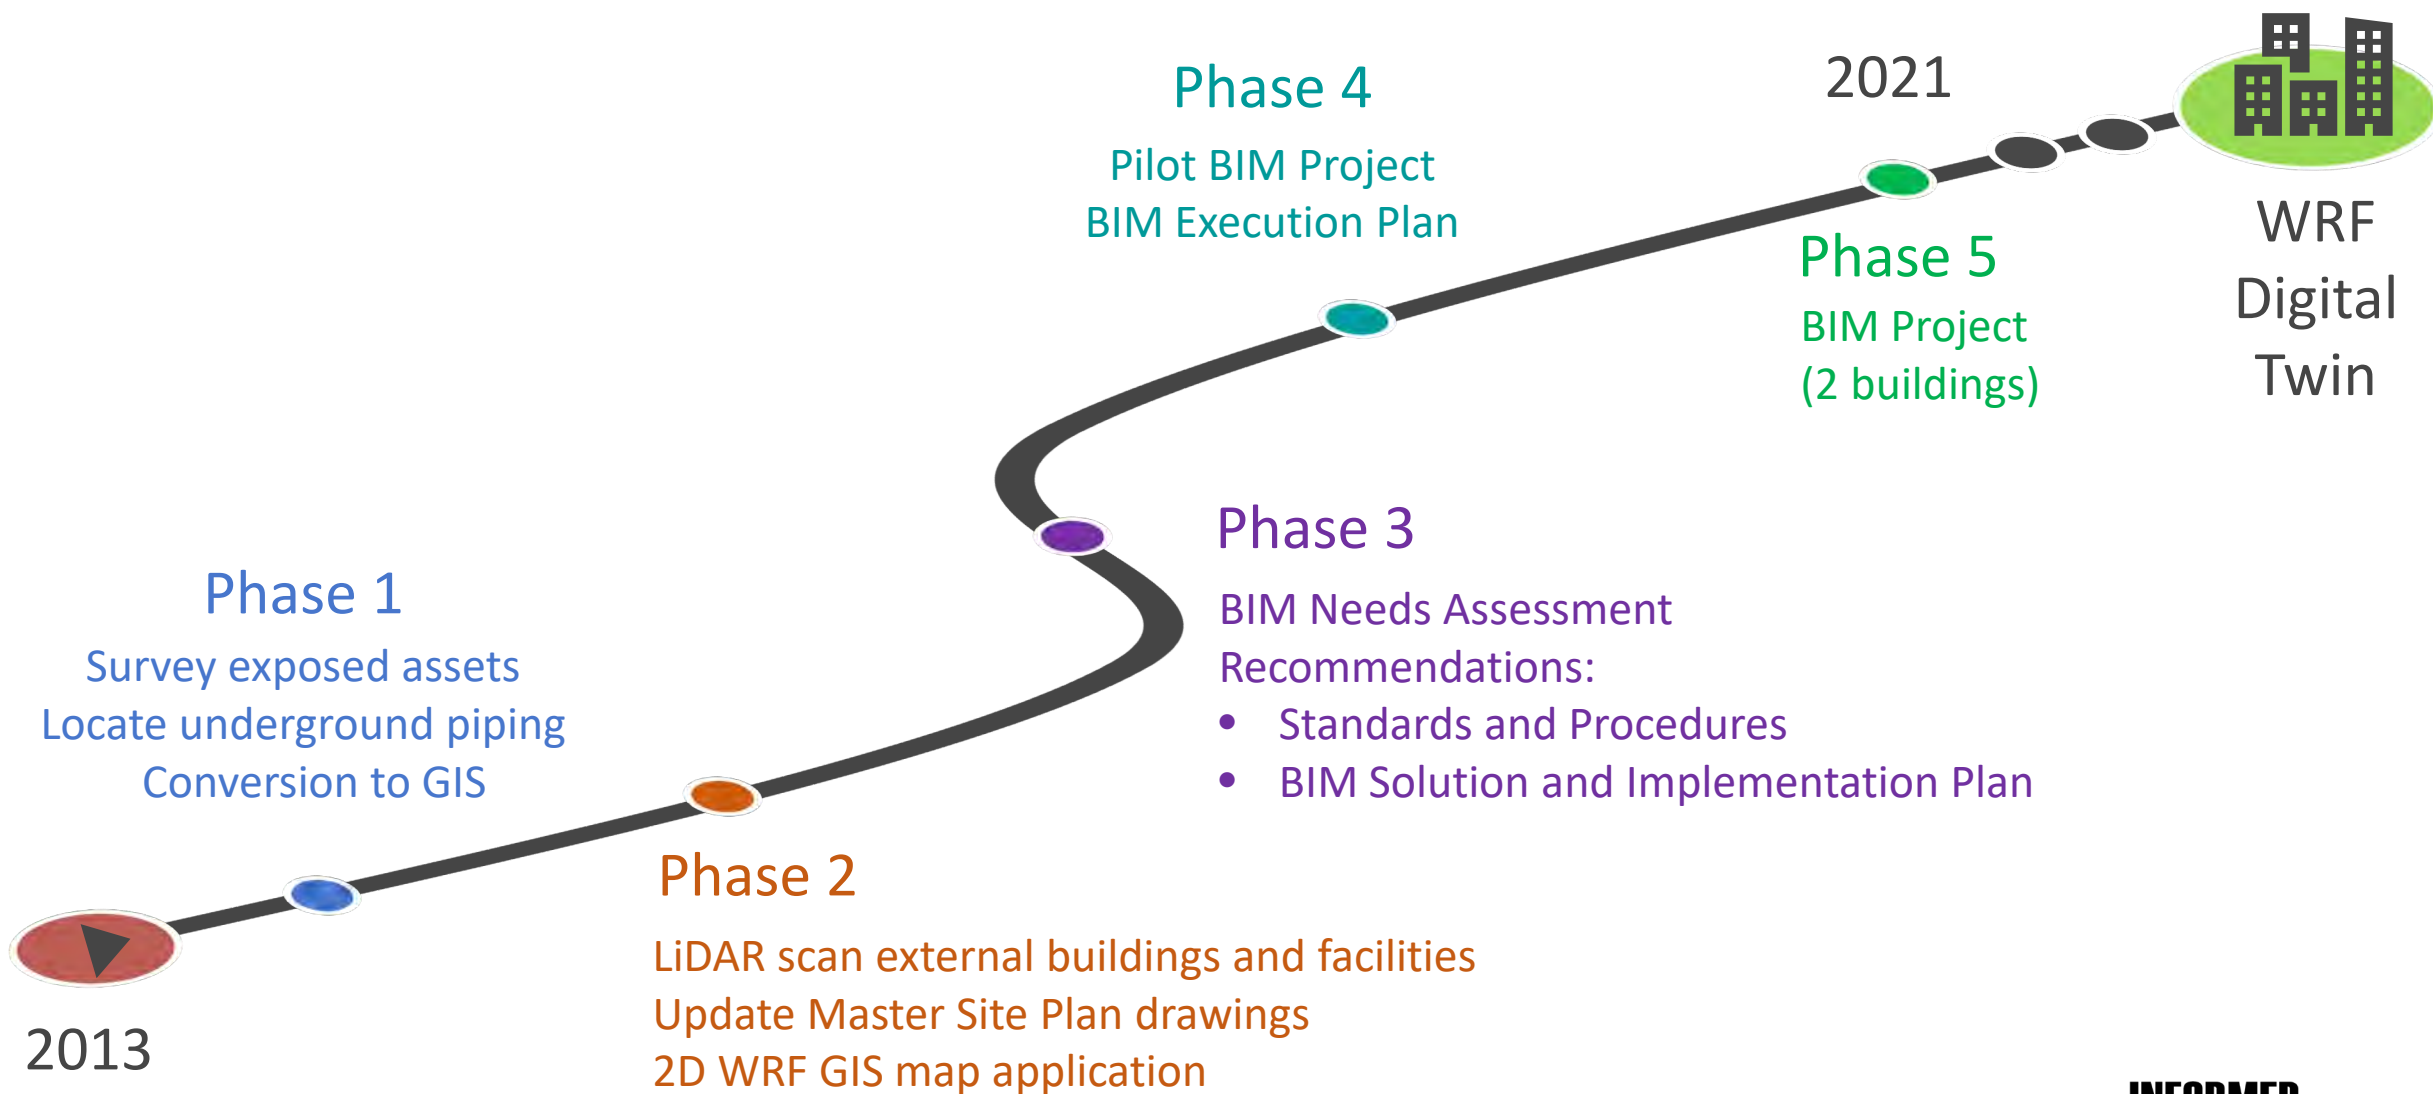 2021
Phase 4
Pilot BIM Project
BIM Execution Plan
WRF
Digital
Twin
Phase 5
BIM Project
(2 buildings)
Phase 3
BIM Needs Assessment
Recommendations:
• Standards and Procedures
• BIM Solution and Implementation Plan
Phase 1
Survey exposed assets
Locate underground piping
Conversion to GIS
Phase 2
LiDAR scan external buildings and facilities
Update Master Site Plan drawings
2D WRF GIS map application
2013